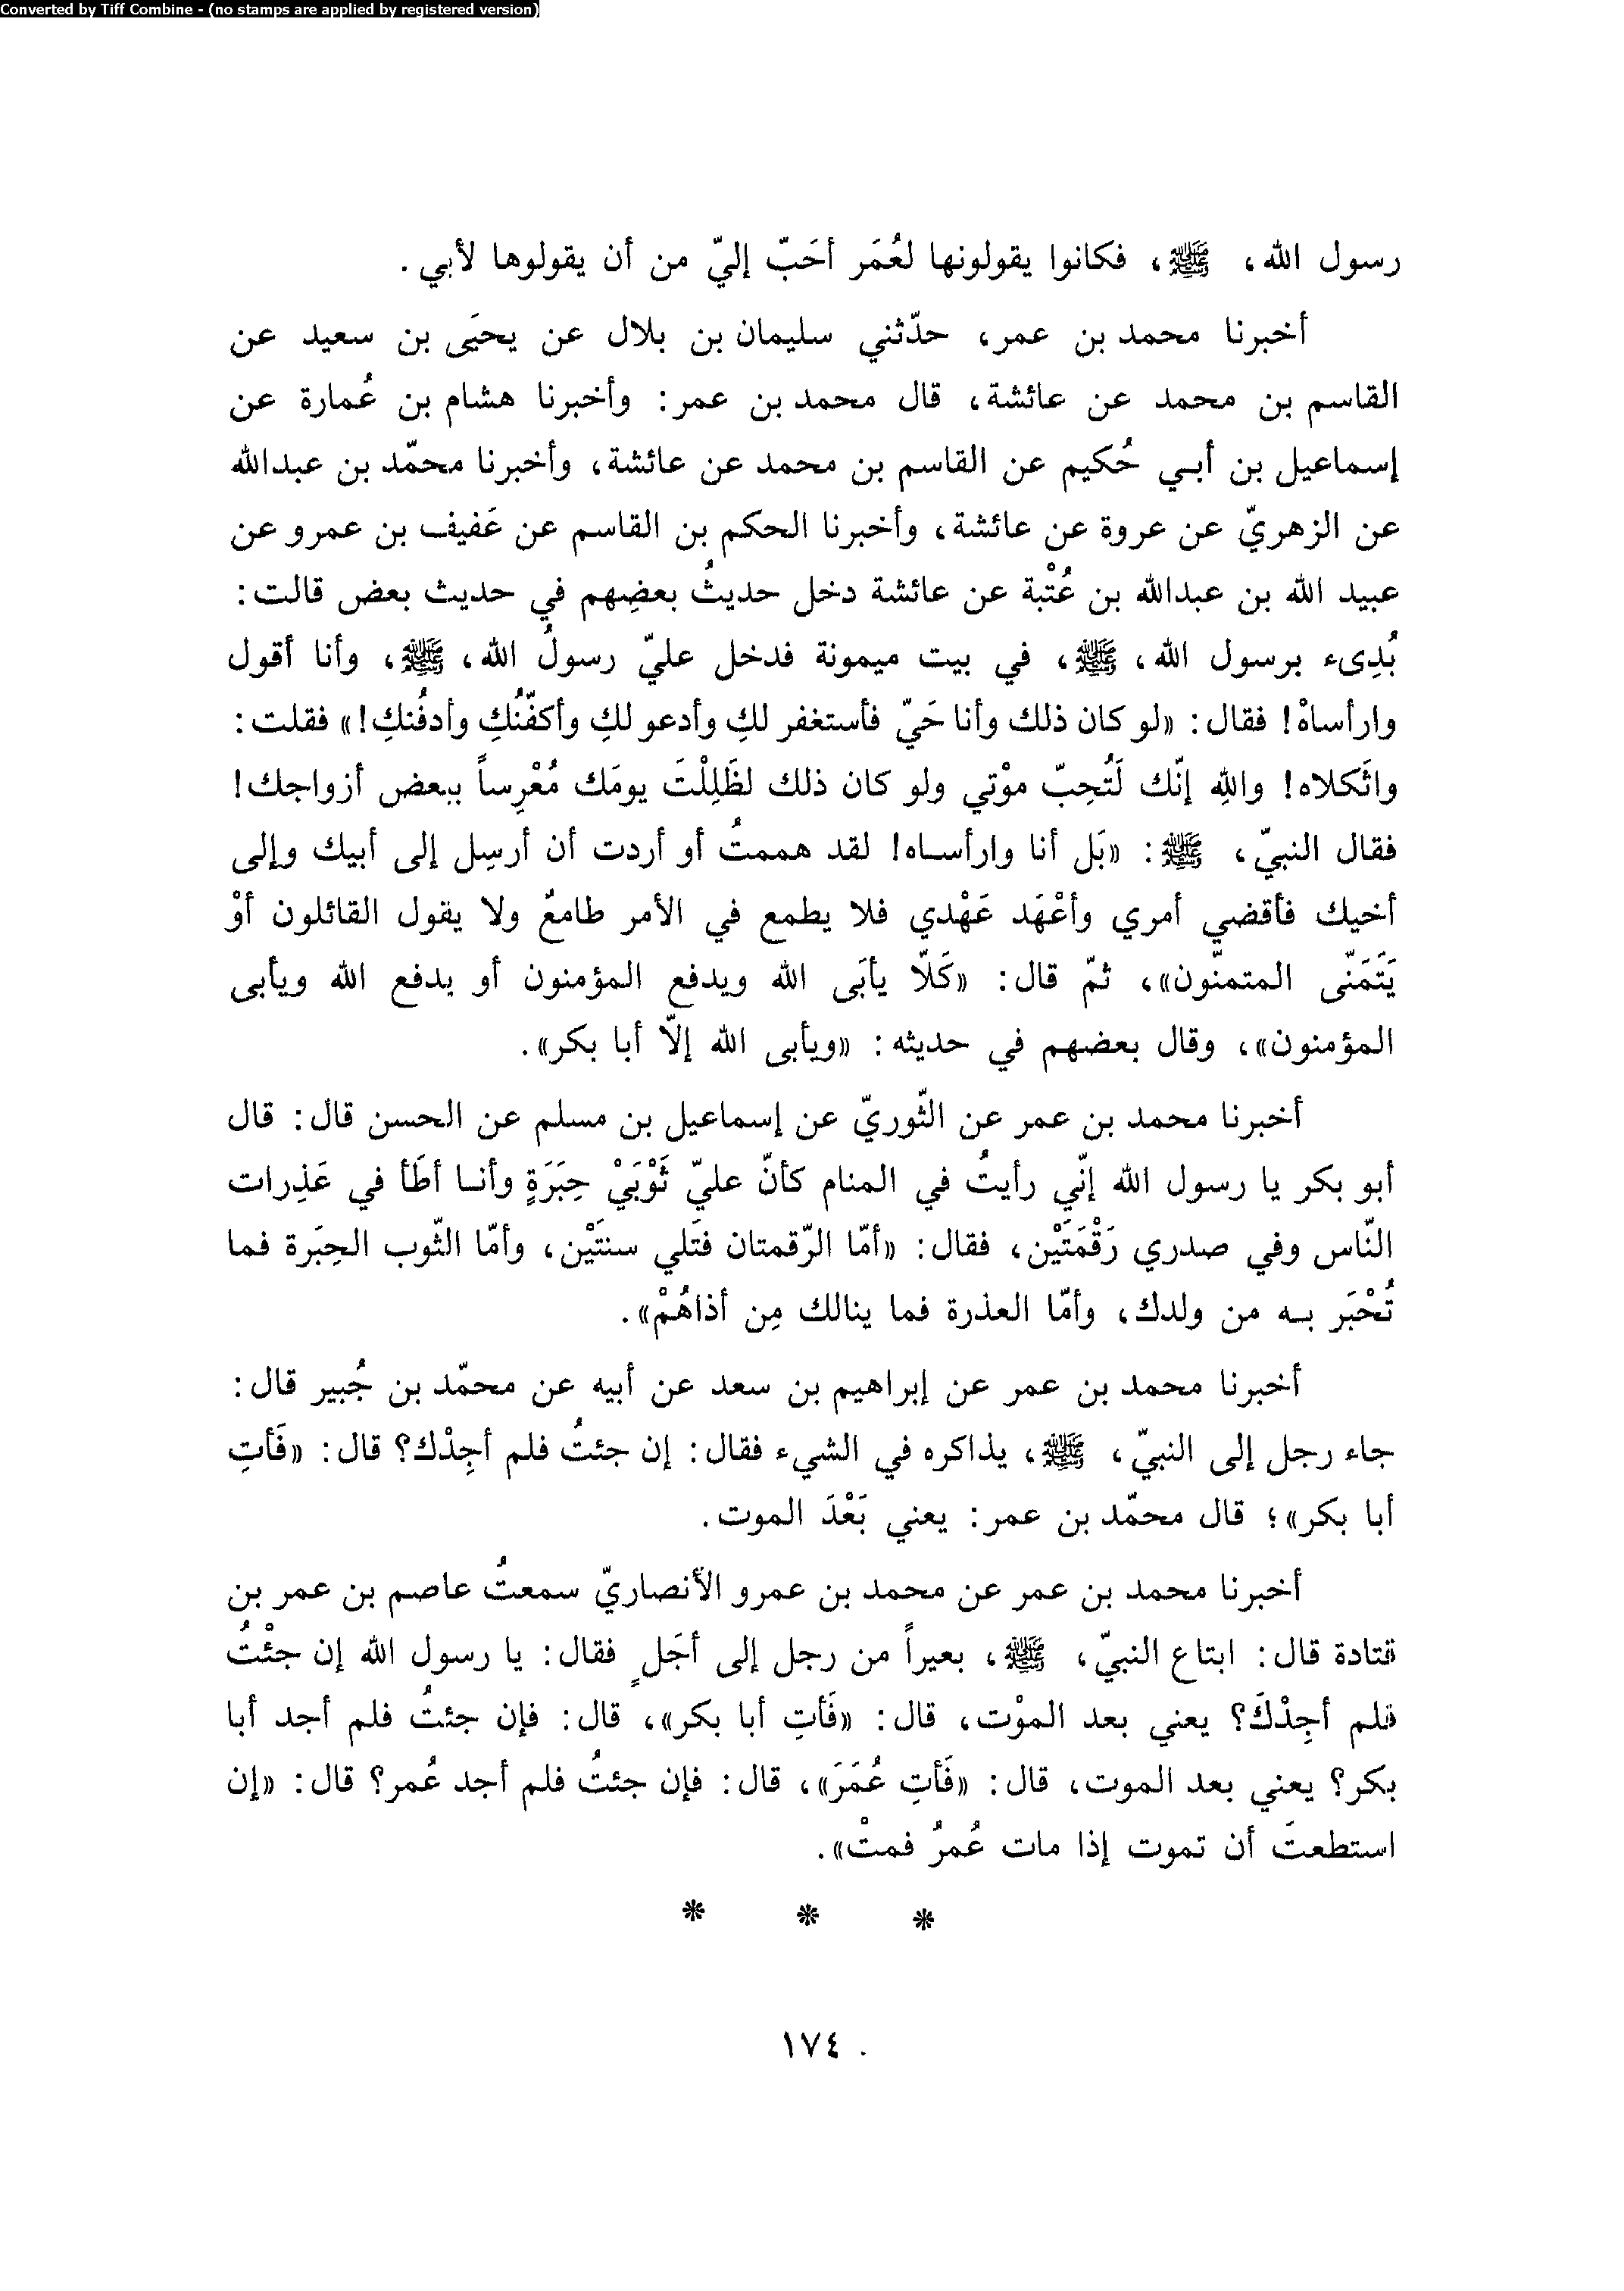 Converted by Tiff Combine - (no stamps are applied by registered version)
رسول الله، ﷺ، فكانوا يقولونها لعُمَر أحَبّ إليّ من أن يقولوها لأبي.
أخبرنا محمد بن عمر، حدّثني سليمان بن بلال عن يحيَى بن سعيد عن
القاسم بن محمد عن عائشة، قال محمد بن عمر: وأخبرنا هشام بن عُمارة عن
إسماعيل بن أبي حُكيم عن القاسم بن محمد عن عائشة، وأخبرنا محمّد بن عبدالله
عن الزهريّ عن عروة عن عائشة، وأخبرنا الحكم بن القاسم عن عَفيف بن عمرو عن
عبيد الله بن عبدالله بن عُتْبة عن عائشة دخل حديثُ بعضِهم في حديث بعض قالت:
بُدِىء برسول الله، ﷺ، في بيت ميمونة فدخل عليّ رسولُ الله، ﷺ، وأنا أقول
وارأساهْ! فقال: «لو كان ذلك وأنا حَيّ فأستغفر لكِ وأدعو لكِ وأكفّنُكِ وأدفُنكِ!» فقلت:
واثَكلاه! واللهِ إنّك لَتُحِبّ موْتي ولو كان ذلك لظَلِلْتَ يومَك مُعْرِساً ببعض أزواجك!
فقال النبيّ، ﷺ: «بَل أنا وارأساه! لقد هممتُ أو أردت أن أرسِل إلى أبيك وإلى
أخيك فأقضي أمري وأعْهَد عَهْدي فلا يطمع في الأمر طامعٌ ولا يقول القائلون أوْ
يَتَمَنّى المتمنّون»، ثمّ قال: «كَلّا يأبَى الله ويدفع المؤمنون أو يدفع الله ويأبى
المؤمنون»، وقال بعضهم في حديثه: «ويأبى الله إلّا أبا بكر».
أخبرنا محمد بن عمر عن الثّوريّ عن إسماعيل بن مسلم عن الحسن قال: قال
أبو بكر يا رسول الله إنّي رأيتُ في المنام كأنّ عليّ ثَوْبَيْ حِبَرَةٍ وأنا أطَأ في عَذِرات
النّاس وفي صدري رَقْمَتَيْن، فقال: «أمّا الرّقمتان فتَلي سنتَيْن، وأمّا الثّوب الحِبَرة فما
تُحْبَر به من ولدك، وأمّا العذرة فما ينالك مِن أذاهُمْ».
أخبرنا محمد بن عمر عن إبراهيم بن سعد عن أبيه عن محمّد بن جُبير قال:
جاء رجل إلى النبيّ، ﷺ، يذاكره في الشيء فقال: إن جئتُ فلم أجِدْك؟ قال: «فَأتِ
أبا بكر»؛ قال محمّد بن عمر: يعني بَعْدَ الموت.
أخبرنا محمد بن عمر عن محمد بن عمرو الأنصاريّ سمعتُ عاصم بن عمر بن
قتادة قال: ابتاع النبيّ، ﷺ، بعيراً من رجل إلى أجَلٍ فقال: يا رسول الله إن جئْتُ
فلم أجِدْكَ؟ يعني بعد الموْت، قال: «فَأتِ أبا بكر»، قال: فإن جئتُ فلم أجد أبا
بكر؟ يعني بعد الموت، قال: «فَأتِ عُمَرَ»، قال: فإن جئتُ فلم أجد عُمر؟ قال: «إن
استطعتَ أن تموت إذا مات عُمرُ فمتْ».
* * *
١٧٤